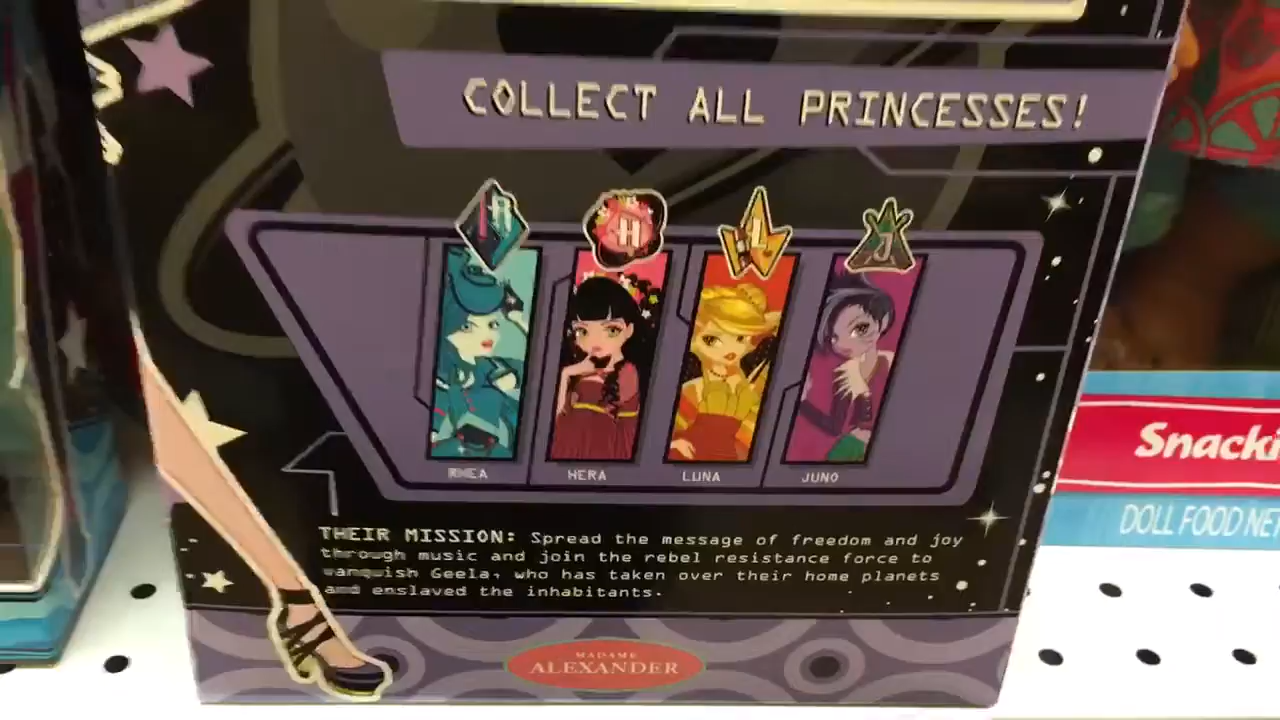 COLLECT ALL PRINCESSES!
R
H
L
J
RHEA
HERA
LUNA
JUNO
THEIR MISSION: Spread the message of freedom and joy
through music and join the rebel resistance force to
vanquish Geela, who has taken over their home planets
and enslaved the inhabitants.
MADAME
ALEXANDER
Snacki
DOLL FOOD NE